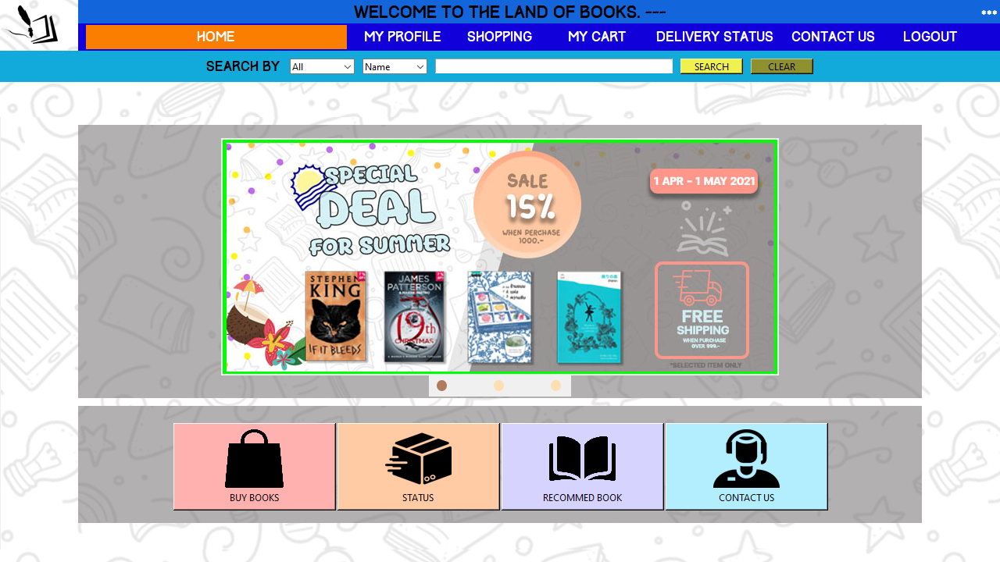 WELCOME TO THE LAND OF BOOKS. ---
***
HOME
MY PROFILE
SHOPPING
MY CART
DELIVERY STATUS
CONTACT US
LOGOUT
SEARCH BY
All
Name
SEARCH
CLEAR
SPECIAL
DEAL
FOR SUMMER
SALE
15%
WHEN PERCHASE
1000.-
1 APR - 1 MAY 2021
STEPHEN
KING
IF IT BLEEDS
JAMES
PATTERSON
19th
CHRISTMAS
FREE
SHIPPING
WHEN PURCHASE
OVER 999.-
*SELECTED ITEM ONLY
BUY BOOKS
STATUS
RECOMMED BOOK
CONTACT US